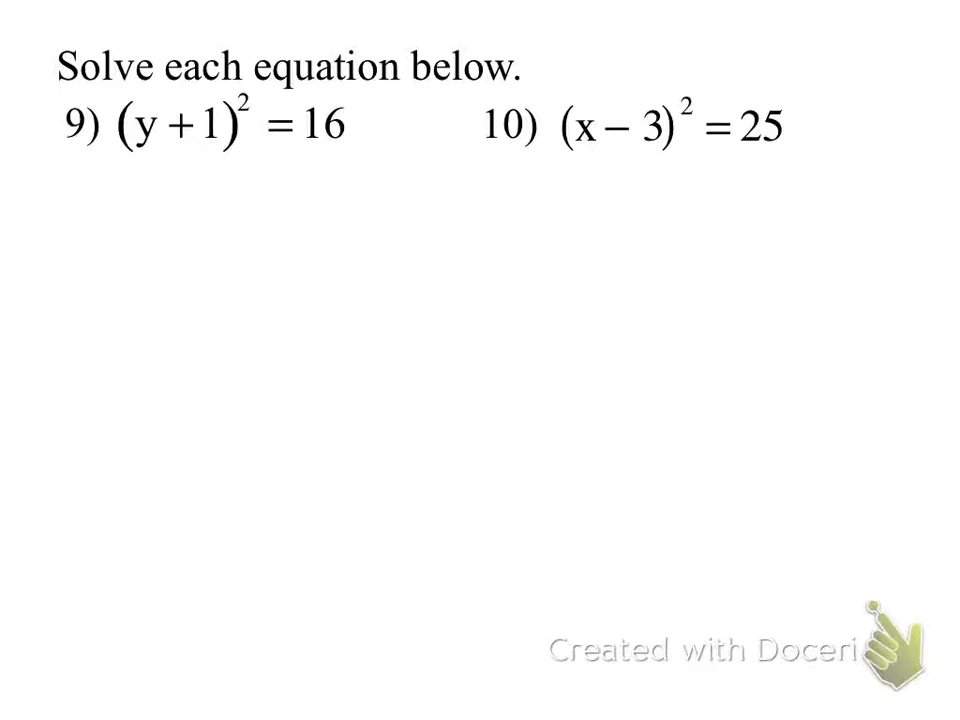 Solve each equation below.
9) (y + 1)² = 16 10) (x − 3)² = 25
Created with Doceri